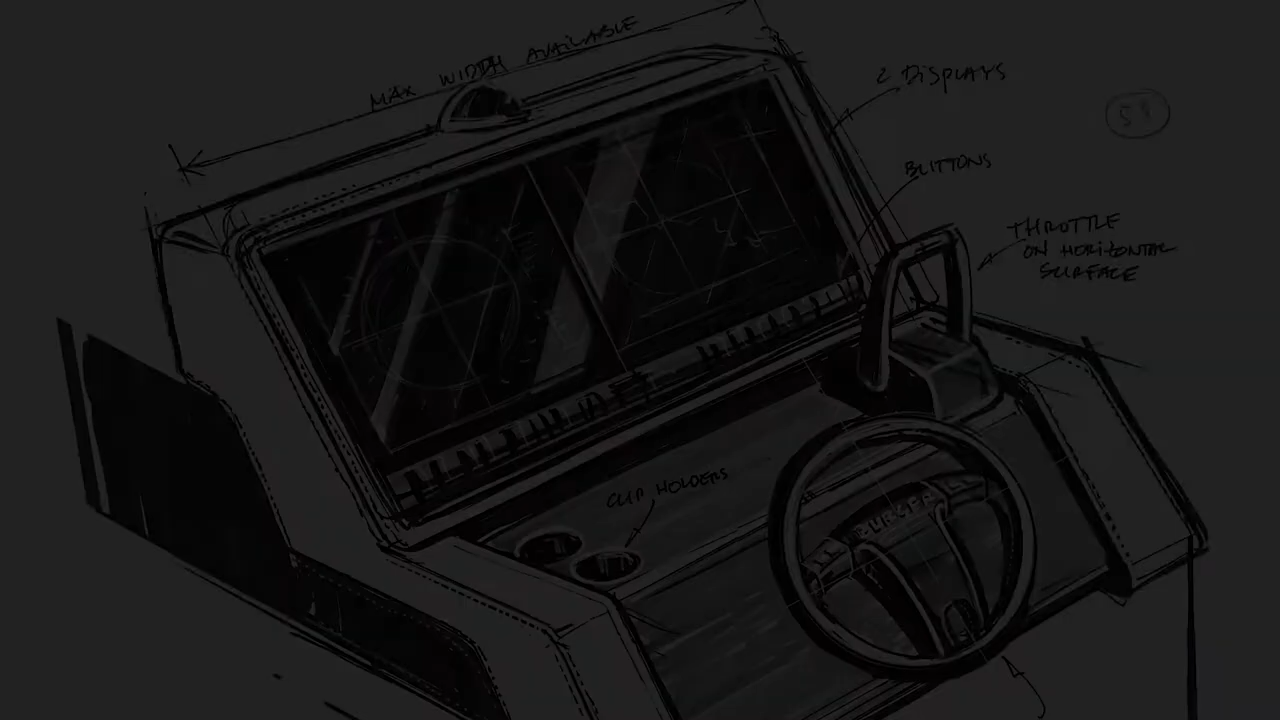 MAX WIDTH AVAILABLE
2 DISPLAYS
BUTTONS
THROTTLE
ON HORIZONTAL
SURFACE
CUP HOLDERS